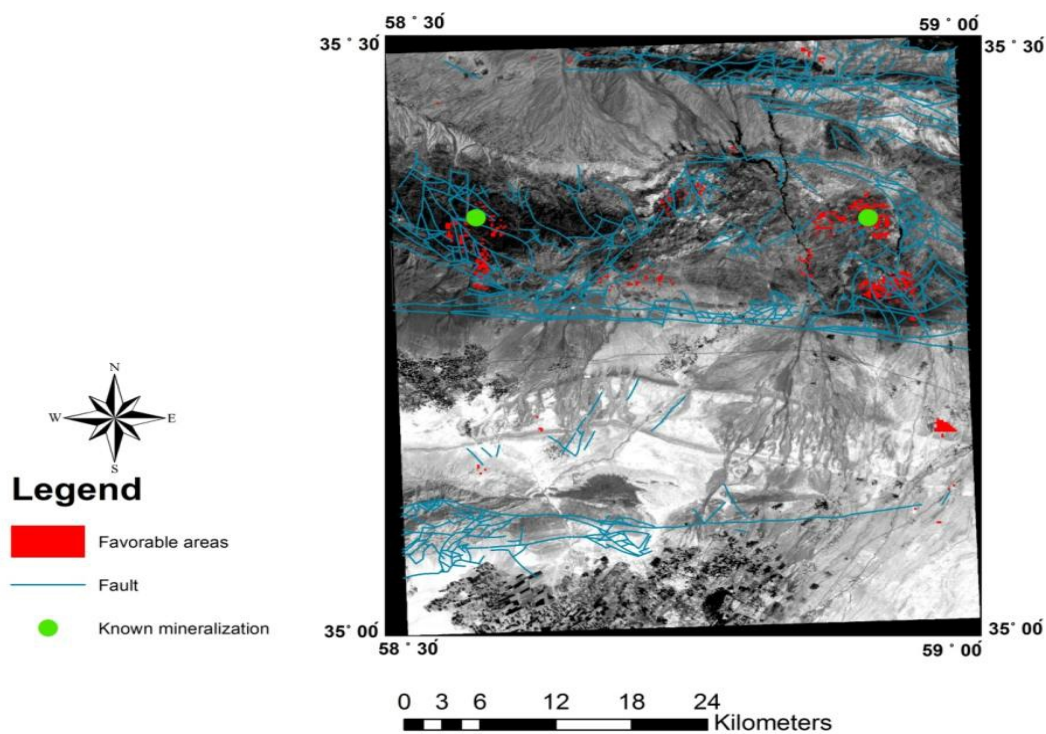 58 ˚ 30 ́
59 ˚ 00 ́
35 ˚ 30 ́
35 ˚ 30 ́
N
W
E
S
Legend
Favorable areas
Fault
Known mineralization
35 ˚ 00 ́
35 ˚ 00 ́
58 ˚ 30 ́
59 ˚ 00 ́
0 3 6 12 18 24
Kilometers